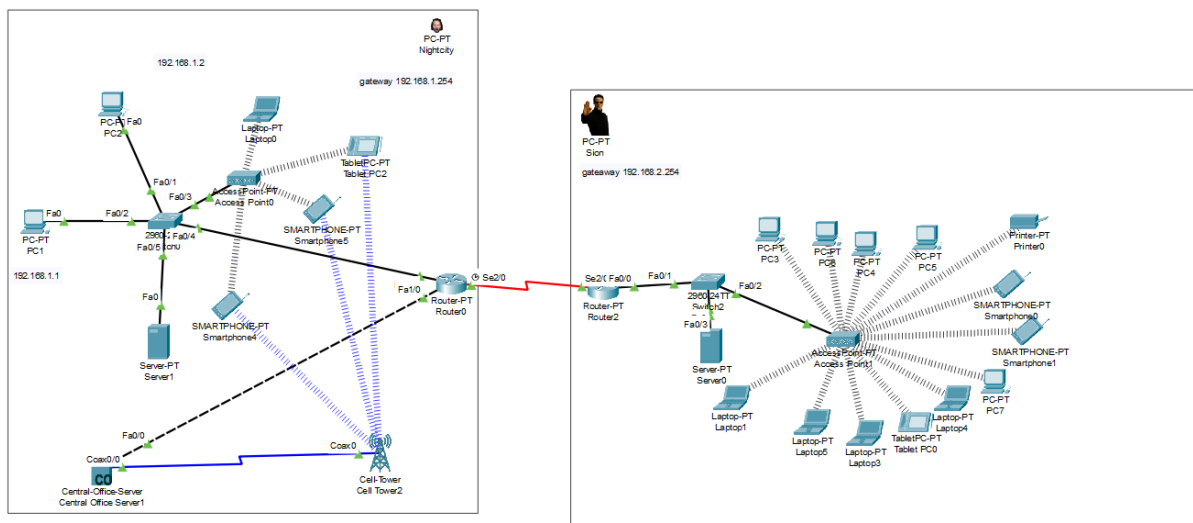 PC-PT
Nightcity
192.168.1.2
gateway 192.168.1.254
PC-PT
PC2
Fa0
Laptop-PT
Laptop0
TabletPC-PT
Tablet PC2
Fa0/1
Fa0/3
AccessPoint-PT
Access Point0
Fa0
Fa0/2
PC-PT
PC1
Fa0/5
Fa0/4
SMARTPHONE-PT
Smartphone5
192.168.1.1
Fa0
Server-PT
Server1
SMARTPHONE-PT
Smartphone4
Fa1/0
Se2/0
Router-PT
Router0
Fa0/0
Coax0/0
Central-Office-Server
Central Office Server1
Coax0
Cell-Tower
Cell Tower2
PC-PT
Sion
gateway 192.168.2.254
PC-PT
PC3
PC-PT
PC6
PC-PT
PC4
PC-PT
PC5
Printer-PT
Printer0
Fa0/0
Router-PT
Router2
Fa0/1
2960-24TT
Switch2
Fa0/2
Fa0/3
Server-PT
Server0
SMARTPHONE-PT
Smartphone0
SMARTPHONE-PT
Smartphone1
AccessPoint-PT
Access Point1
PC-PT
PC7
Laptop-PT
Laptop1
Laptop-PT
Laptop5
Laptop-PT
Laptop3
TabletPC-PT
Tablet PC0
Laptop-PT
Laptop4